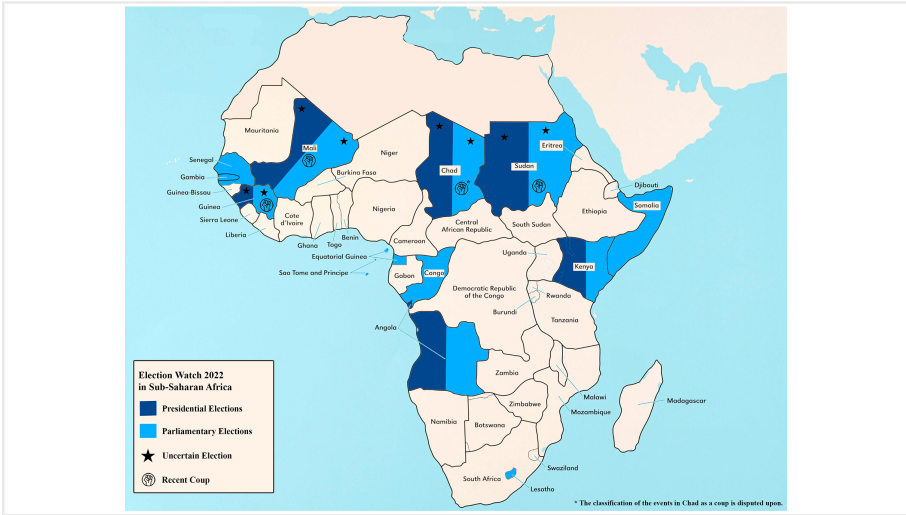 Mauritania
Mali
Niger
Chad
Sudan
Eritrea
Senegal
Gambia
Guinea-Bissau
Guinea
Sierra Leone
Liberia
Burkina Faso
Cote
d'Ivoire
Ghana
Togo
Benin
Nigeria
Cameroon
Central
African Republic
South Sudan
Ethiopia
Djibouti
Somalia
Equatorial Guinea
Sao Tome and Principe
Gabon
Congo
Democratic Republic
of the Congo
Uganda
Kenya
Rwanda
Burundi
Tanzania
Angola
Zambia
Malawi
Mozambique
Madagascar
Zimbabwe
Namibia
Botswana
Swaziland
South Africa
Lesotho
Election Watch 2022
in Sub-Saharan Africa
Presidential Elections
Parliamentary Elections
Uncertain Election
Recent Coup
*
* The classification of the events in Chad as a coup is disputed upon.